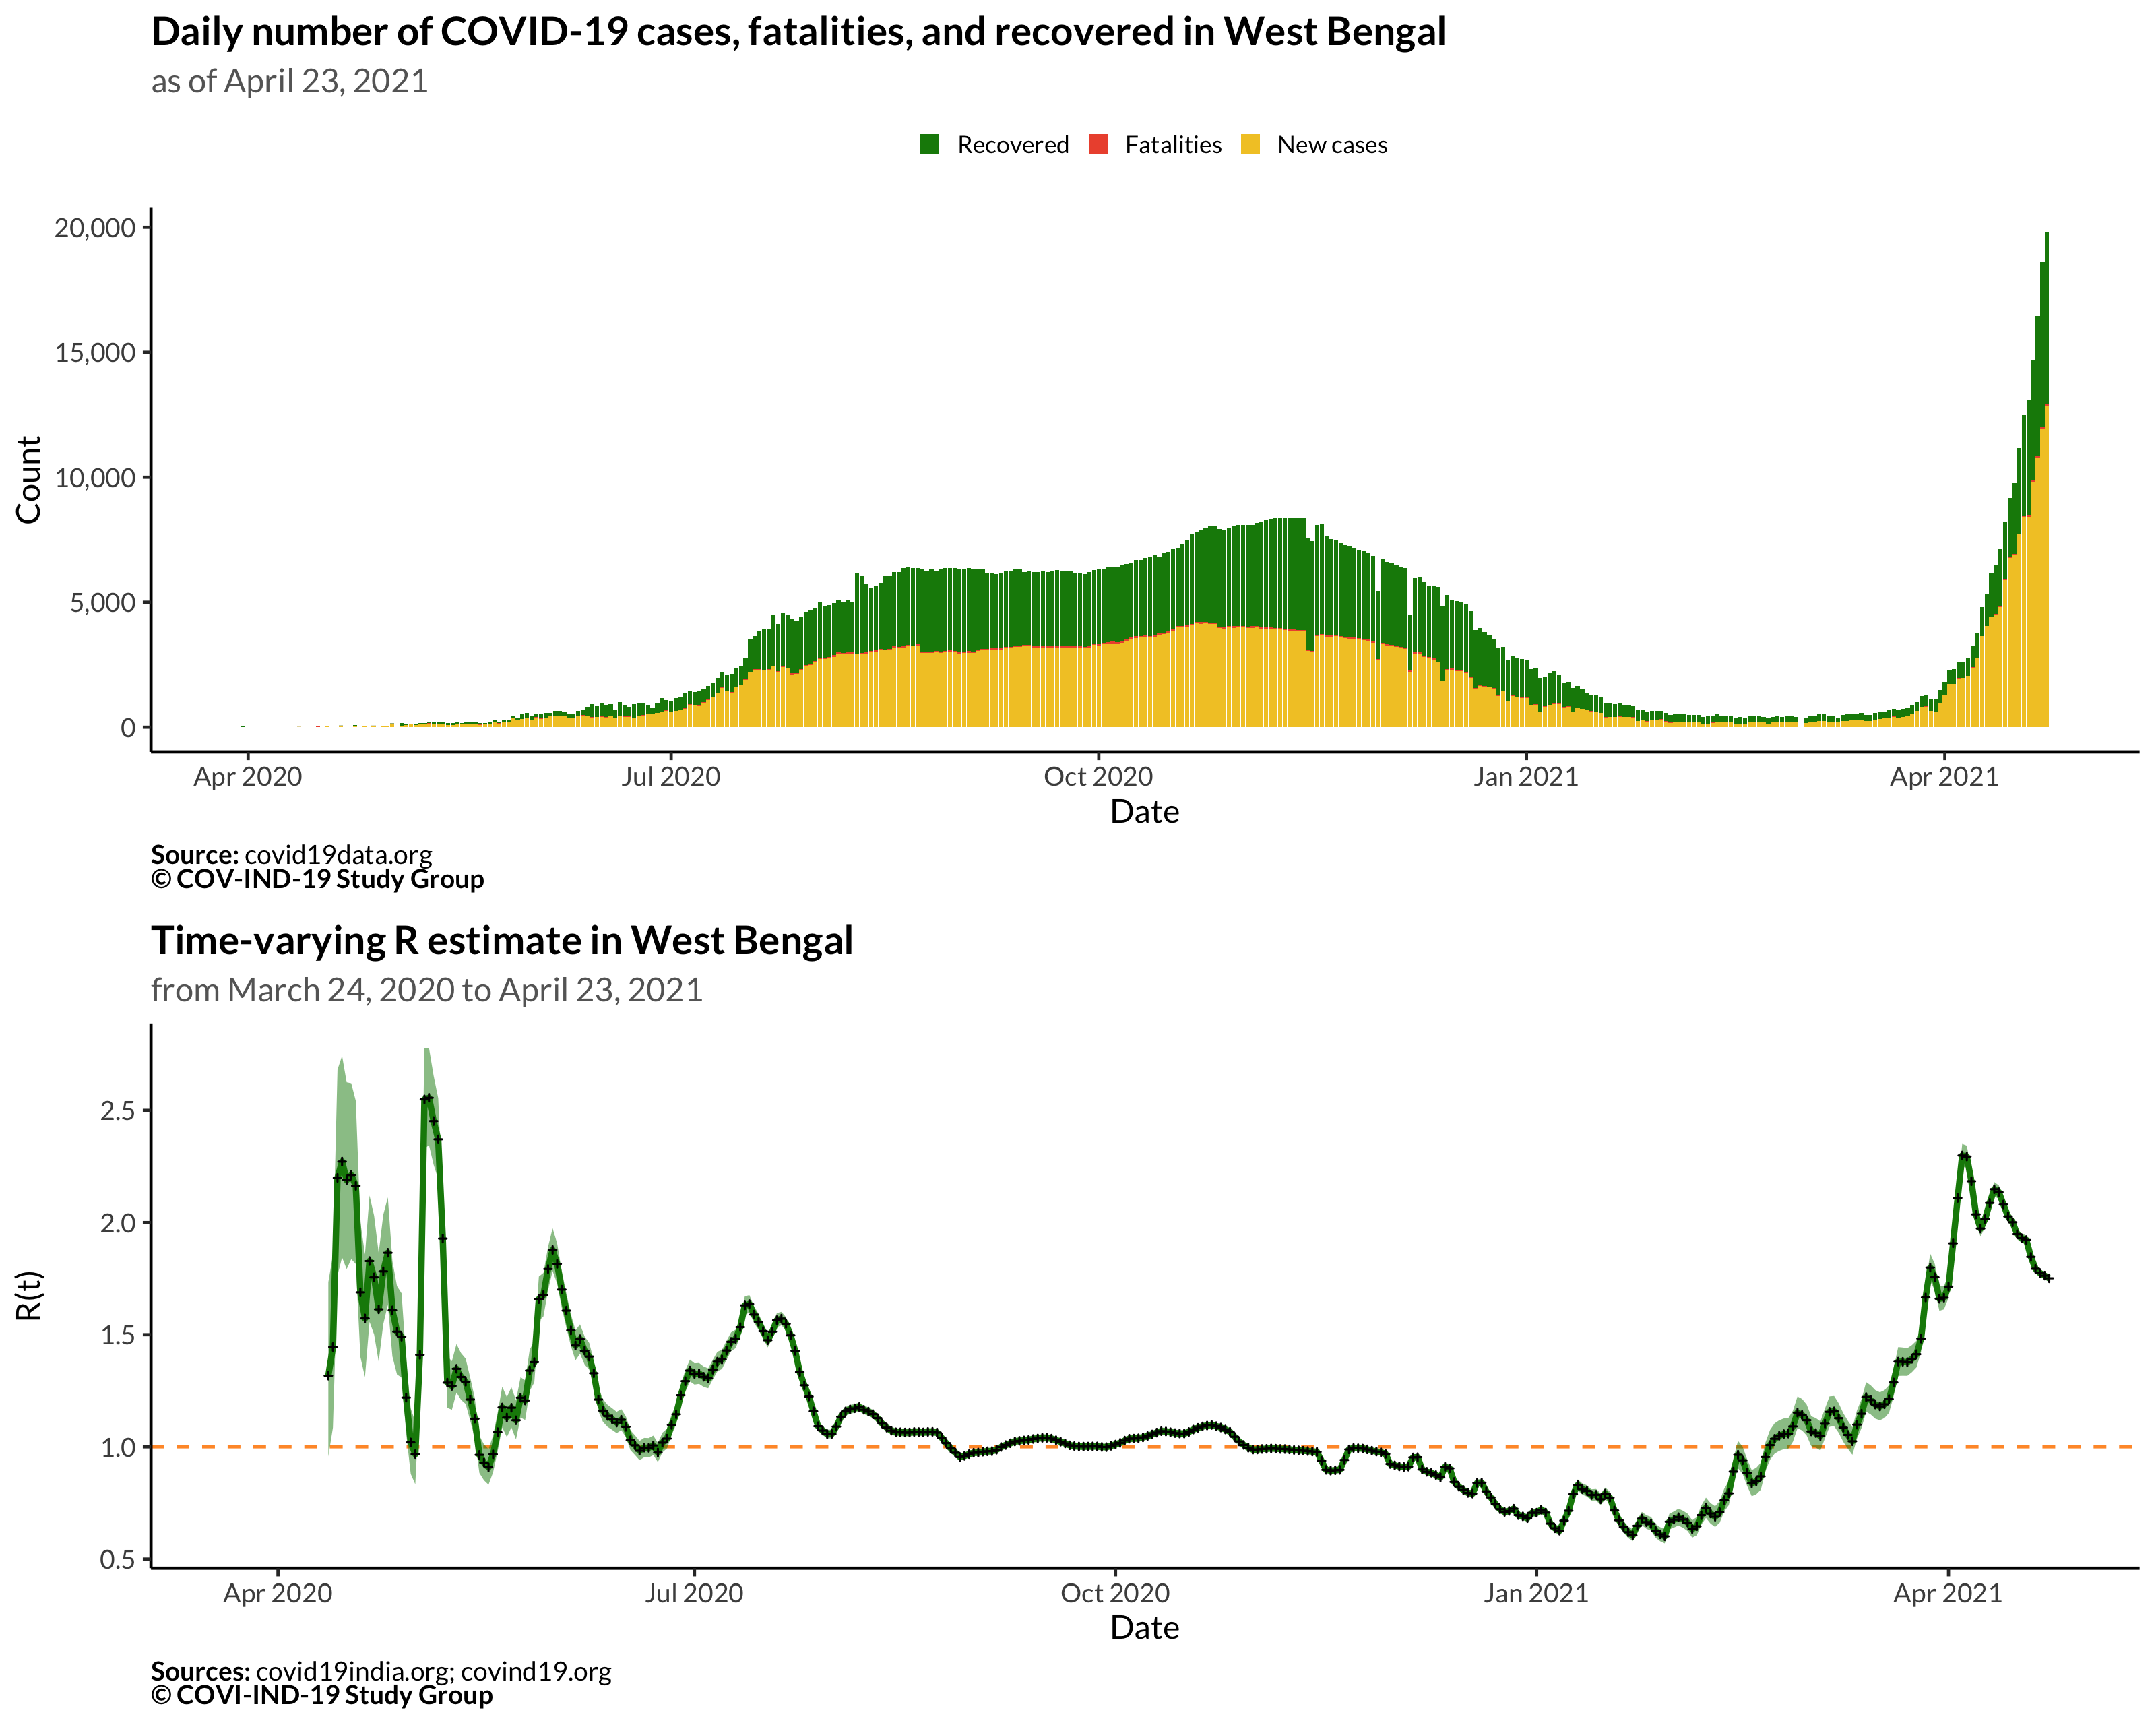 Daily number of COVID-19 cases, fatalities, and recovered in West Bengal
as of April 23, 2021
Recovered Fatalities New cases
20,000
15,000
10,000
5,000
0
Count
Apr 2020 Jul 2020 Oct 2020 Jan 2021 Apr 2021
Date
Source: covid19data.org
© COV-IND-19 Study Group
Time-varying R estimate in West Bengal
from March 24, 2020 to April 23, 2021
2.5
2.0
1.5
1.0
0.5
R(t)
Apr 2020 Jul 2020 Oct 2020 Jan 2021 Apr 2021
Date
Sources: covid19india.org; covind19.org
© COVI-IND-19 Study Group